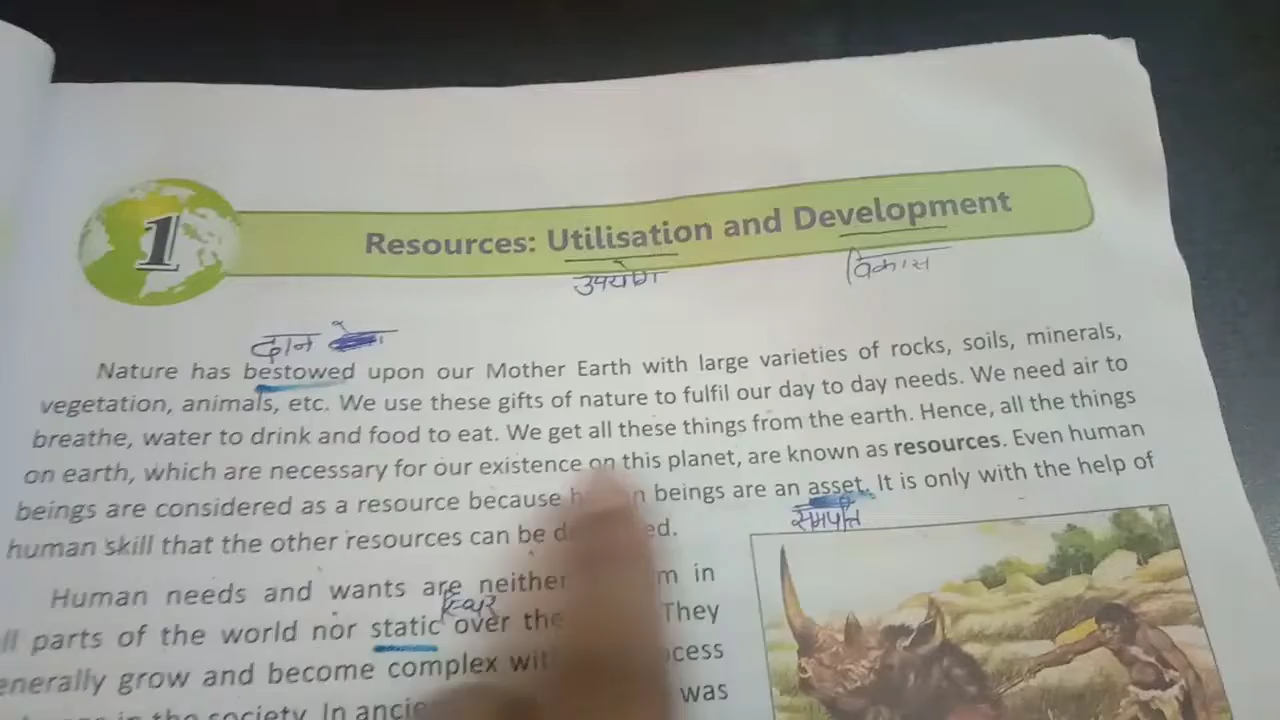 1
Resources: Utilisation and Development
उपयोग
विकास
दान
Nature has bestowed upon our Mother Earth with large varieties of rocks, soils, minerals,
vegetation, animals, etc. We use these gifts of nature to fulfil our day to day needs. We need air to
breathe, water to drink and food to eat. We get all these things from the earth. Hence, all the things
on earth, which are necessary for our existence on this planet, are known as resources. Even human
beings are considered as a resource because beings are an asset. It is only with the help of
सम्पत्ति
human skill that the other resources can be
Human needs and wants are neither in
स्थिर
parts of the world nor static over the They
grow and become complex
in the society. In was